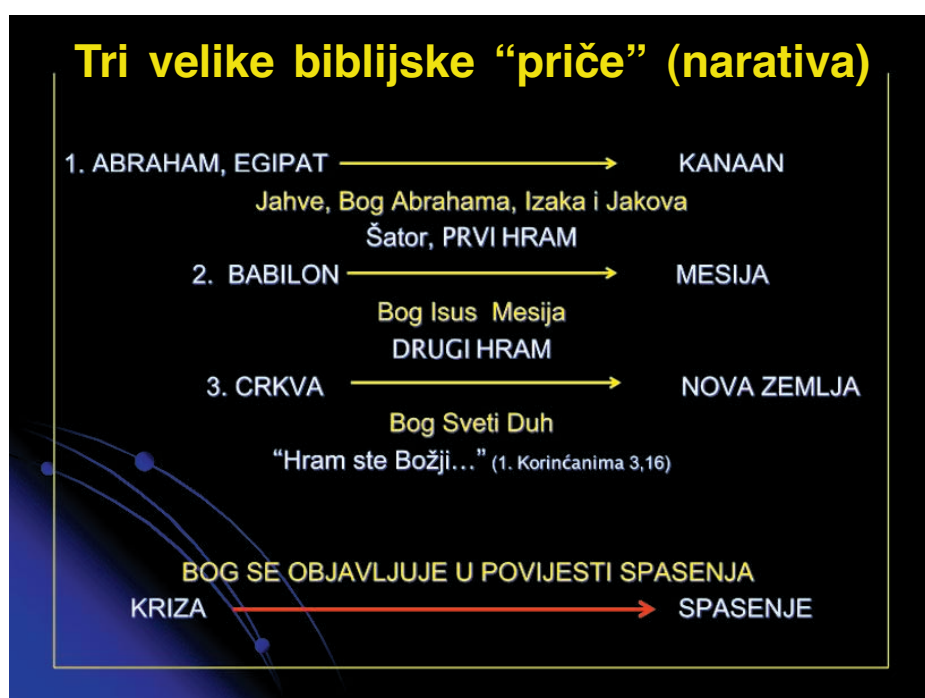 Tri velike biblijske “priče” (narativa)
1. ABRAHAM, EGIPAT KANAAN
Jahve, Bog Abrahama, Izaka i Jakova
Šator, PRVI HRAM
2. BABILON MESIJA
Bog Isus Mesija
DRUGI HRAM
3. CRKVA NOVA ZEMLJA
Bog Sveti Duh
“Hram ste Božji...” (1. Korinćanima 3,16)
BOG SE OBJAVLJUJE U POVIJESTI SPASENJA
KRIZA SPASENJE